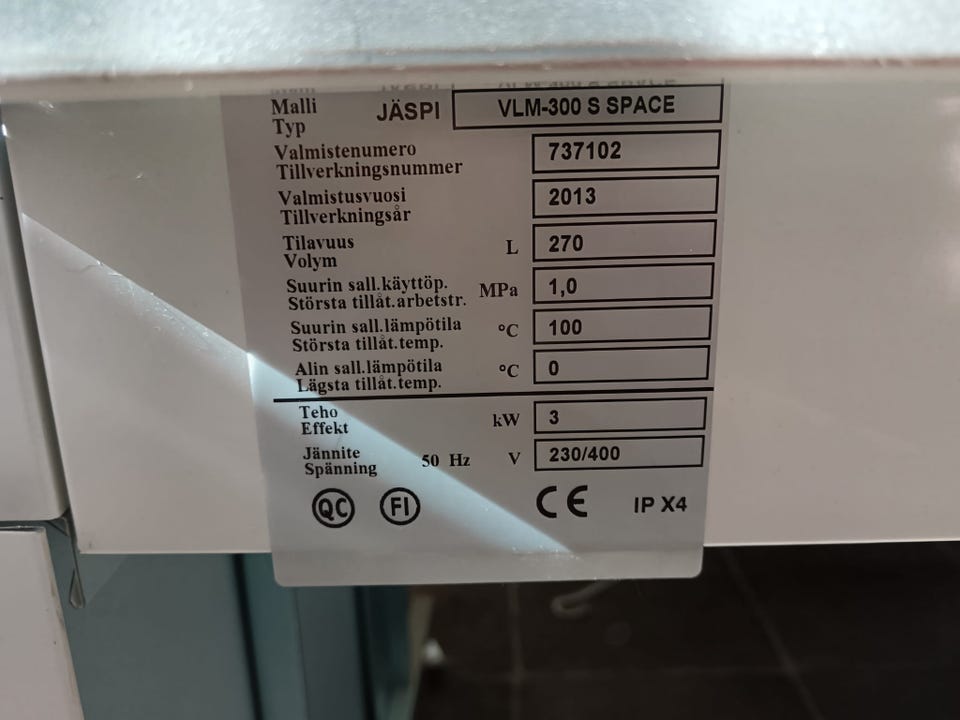 Malli JÄSPI VLM-300 S SPACE
Typ
Valmistenumero 737102
Tillverkningsnummer
Valmistusvuosi 2013
Tillverkningsår
Tilavuus L 270
Volym
Suurin sall.käyttöp. MPa 1,0
Största tillåt.arbetstr.
Suurin sall.lämpötila °C 100
Största tillåt.temp.
Alin sall.lämpötila °C 0
Lägsta tillåt.temp.
Teho kW 3
Effekt
Jännite 50 Hz V 230/400
Spänning
QC FI CE IP X4